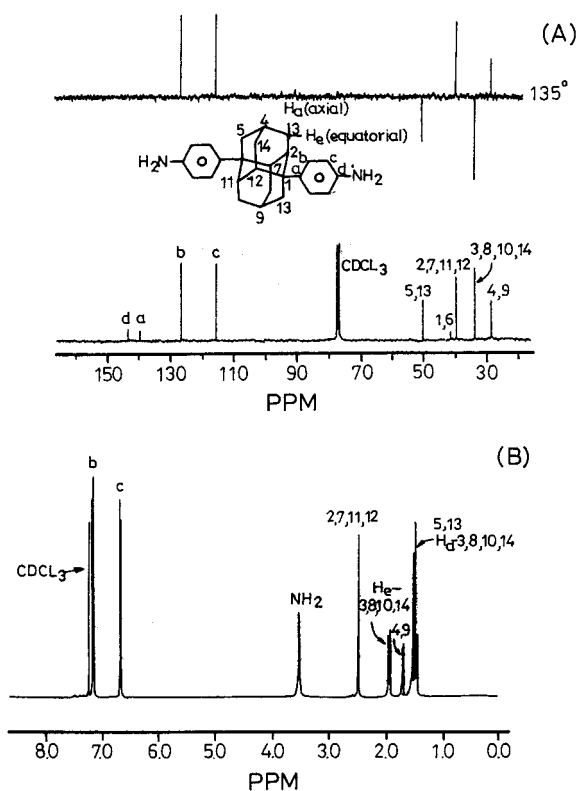 (A)
135°
Ha(axial)
4
3
5
He(equatorial)
14
2
b
c
H2N
7
a
d
NH2
11
12
1
9
13
b
c
CDCL3
3,8,10,14
2,7,11,12
5,13
4,9
1,6
d a
150 130 110 90 70 50 30
PPM
(B)
b
c
2,7,11,12
5,13
Hd-3,8,10,14
CDCL3
He-
NH2
3,8,10,14
4,9
8.0 7.0 6.0 5.0 4.0 3.0 2.0 1.0 0.0
PPM